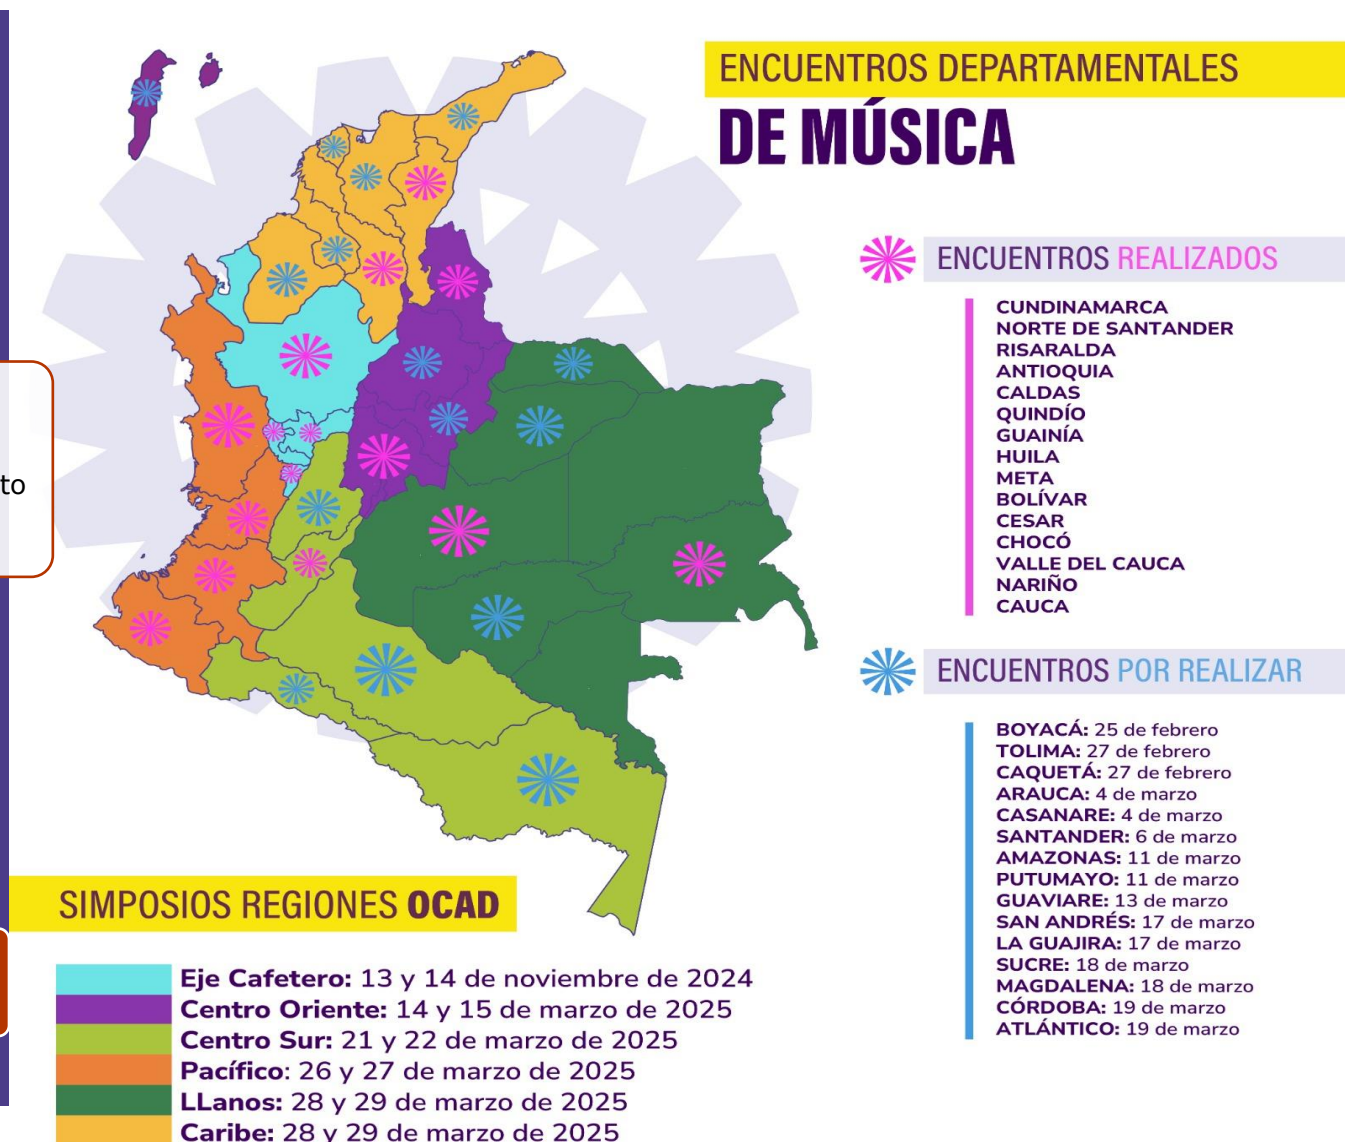 ENCUENTROS DEPARTAMENTALES
DE MÚSICA
ENCUENTROS REALIZADOS
CUNDINAMARCA
NORTE DE SANTANDER
RISARALDA
ANTIOQUIA
CALDAS
QUINDÍO
GUAINÍA
HUILA
META
BOLÍVAR
CESAR
CHOCÓ
VALLE DEL CAUCA
NARIÑO
CAUCA
ENCUENTROS POR REALIZAR
BOYACÁ: 25 de febrero
TOLIMA: 27 de febrero
CAQUETÁ: 27 de febrero
ARAUCA: 4 de marzo
CASANARE: 4 de marzo
SANTANDER: 6 de marzo
AMAZONAS: 11 de marzo
PUTUMAYO: 11 de marzo
GUAVIARE: 13 de marzo
SAN ANDRÉS: 17 de marzo
LA GUAJIRA: 17 de marzo
SUCRE: 18 de marzo
MAGDALENA: 18 de marzo
CÓRDOBA: 19 de marzo
ATLÁNTICO: 19 de marzo
to
SIMPOSIOS REGIONES OCAD
Eje Cafetero: 13 y 14 de noviembre de 2024
Centro Oriente: 14 y 15 de marzo de 2025
Centro Sur: 21 y 22 de marzo de 2025
Pacífico: 26 y 27 de marzo de 2025
LLanos: 28 y 29 de marzo de 2025
Caribe: 28 y 29 de marzo de 2025